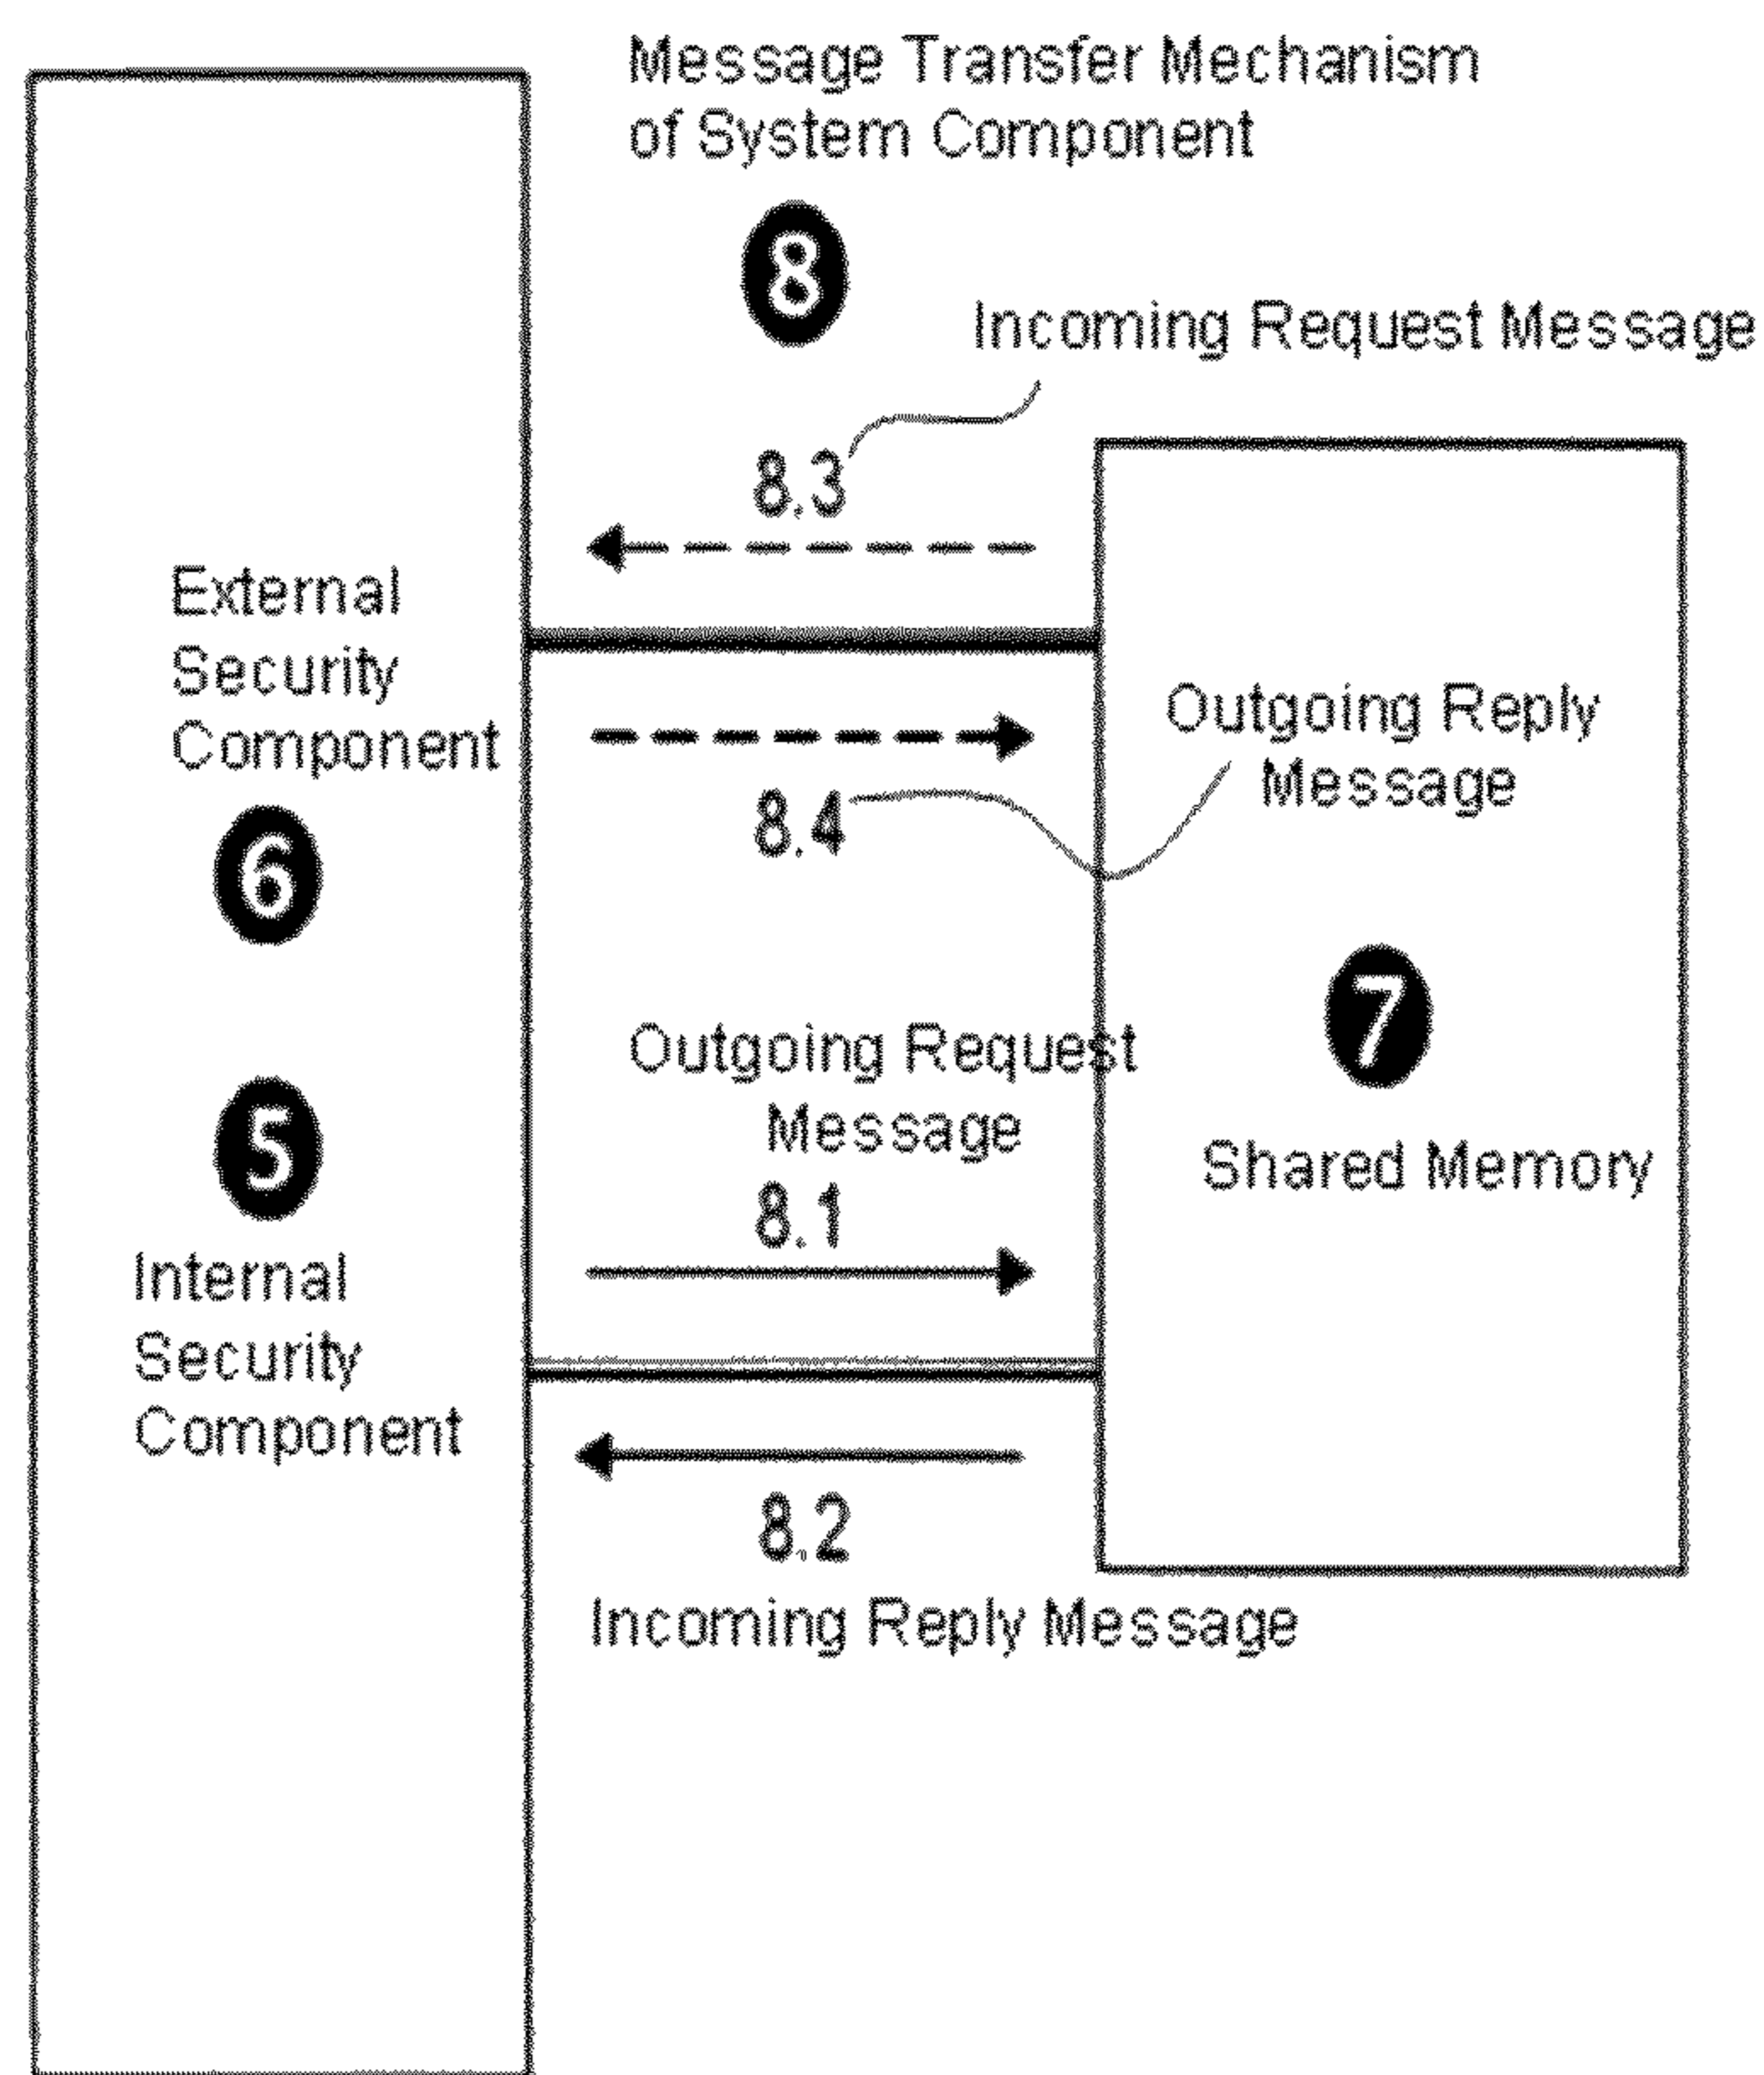 Message Transfer Mechanism
of System Component
8
Incoming Request Message
8.3
External
Security
Component
6
8.4
Outgoing Reply
Message
7
Shared Memory
Outgoing Request
Message
8.1
5
Internal
Security
Component
8.2
Incoming Reply Message